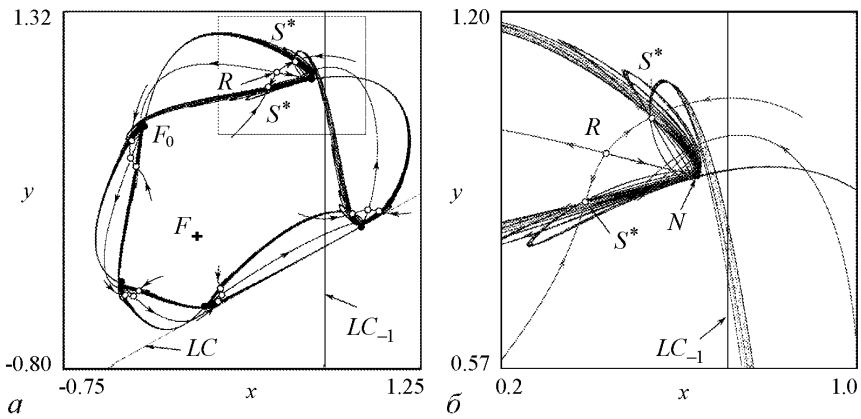 1.32
S*
R
S*
F₀
y
F
LC₋₁
LC
-0.80
-0.75
x
1.25
а
1.20
S*
R
y
S*
N
LC₋₁
0.57
0.2
x
1.0
б